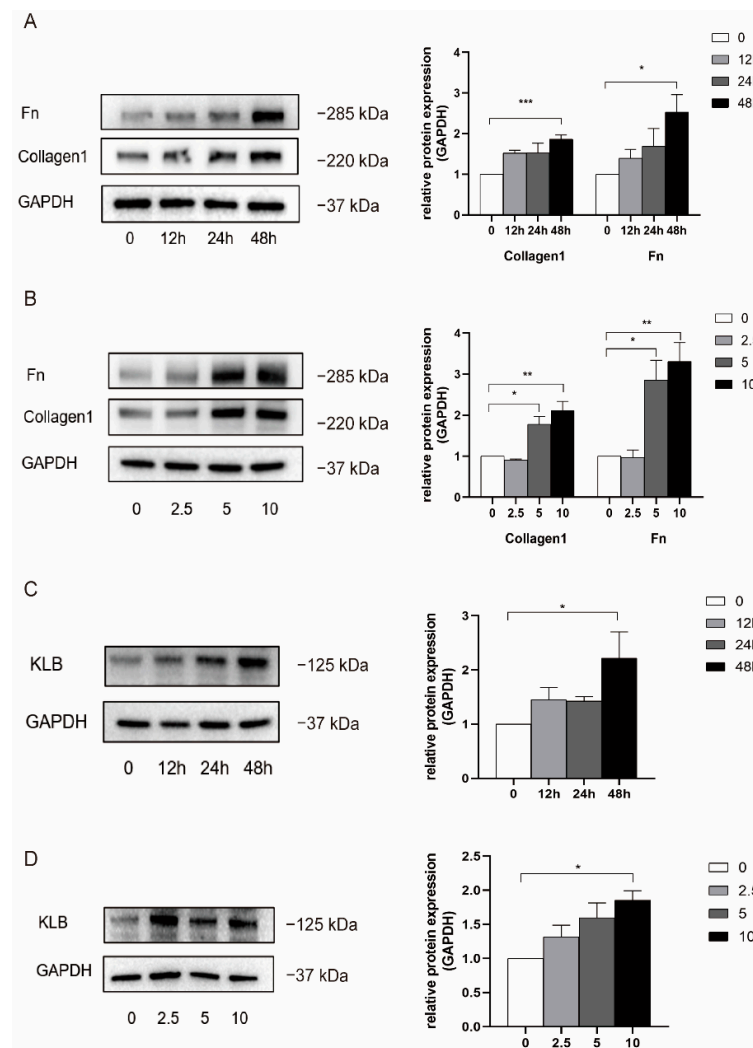 A
Fn
−285 kDa
Collagen1
−220 kDa
GAPDH
−37 kDa
0 12h 24h 48h
relative protein expression
(GAPDH)
4
3
2
1
0
***
*
0 12h 24h 48h 0 12h 24h 48h
Collagen1 Fn
0
12
24
48
B
Fn
−285 kDa
Collagen1
−220 kDa
GAPDH
−37 kDa
0 2.5 5 10
relative protein expression
(GAPDH)
4
3
2
1
0
**
*
**
*
0 2.5 5 10 0 2.5 5 10
Collagen1 Fn
0
2.
5
10
C
KLB
−125 kDa
GAPDH
−37 kDa
0 12h 24h 48h
relative protein expression
(GAPDH)
3
2
1
0
*
0 12h 24h 48h
0
12
24
48
D
KLB
−125 kDa
GAPDH
−37 kDa
0 2.5 5 10
relative protein expression
(GAPDH)
2.5
2.0
1.5
1.0
0.5
0.0
*
0 2.5 5 10
0
2.5
5
10